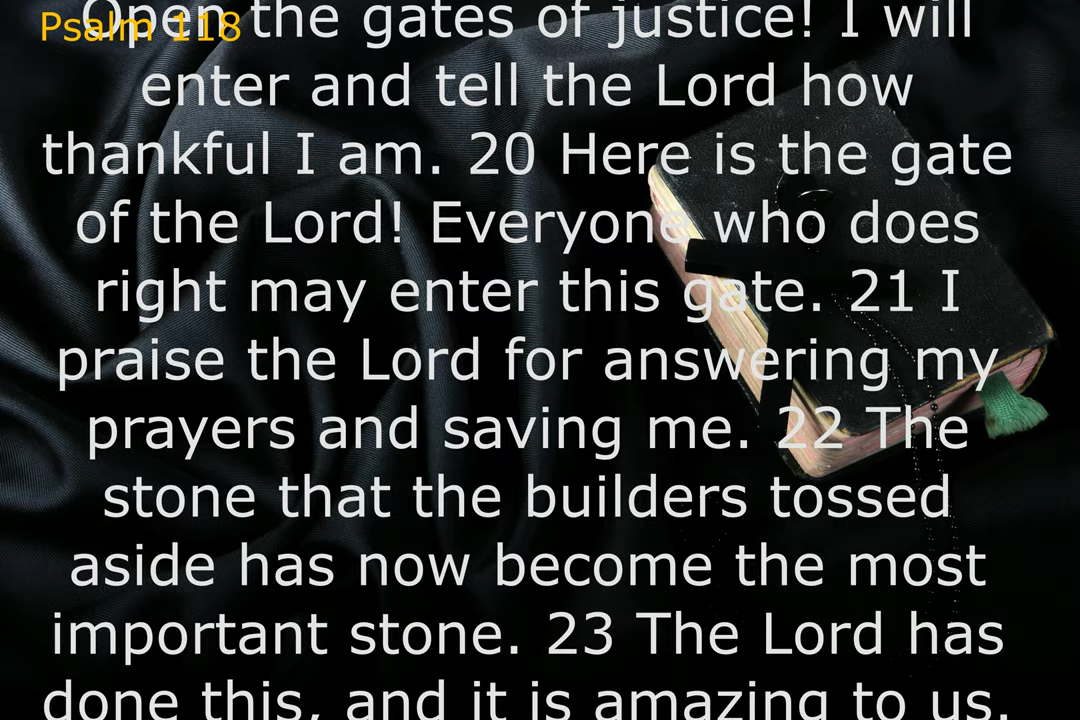 Psalm 118
Open the gates of justice! I will
enter and tell the Lord how
thankful I am. 20 Here is the gate
of the Lord! Everyone who does
right may enter this gate. 21 I
praise the Lord for answering my
prayers and saving me. 22 The
stone that the builders tossed
aside has now become the most
important stone. 23 The Lord has
done this, and it is amazing to us.